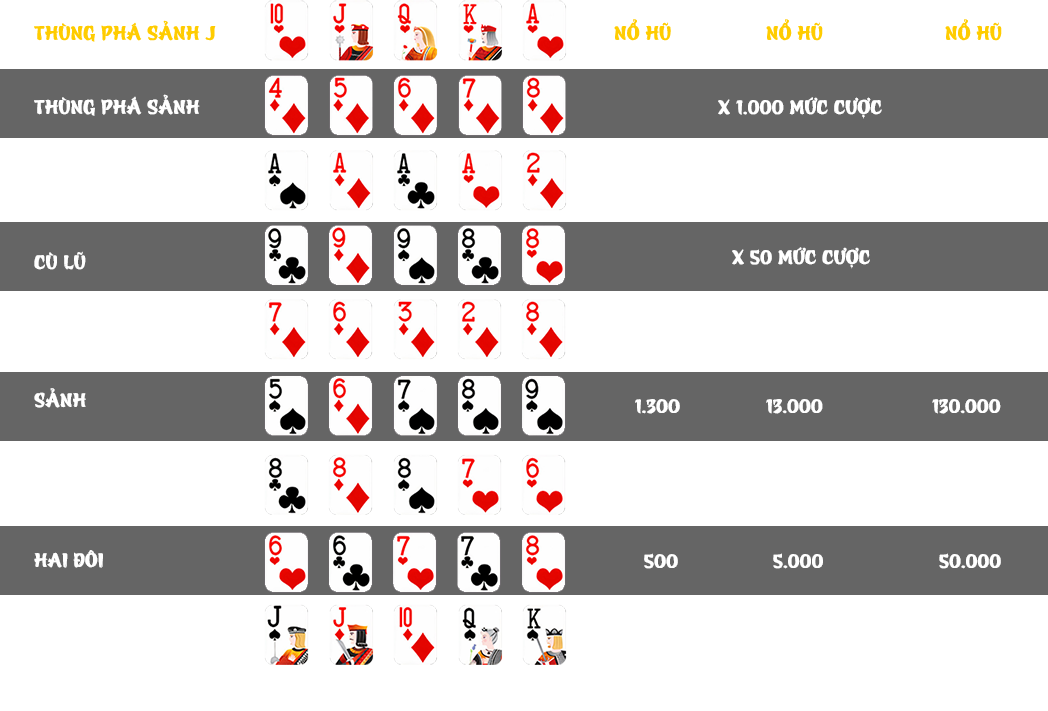 THÙNG PHÁ SẢNH J 10 J Q K A NỔ HŨ NỔ HŨ NỔ HŨ
THÙNG PHÁ SẢNH 4 5 6 7 8 X 1.000 MỨC CƯỢC
A A A A 2
CÙ LŨ 9 9 9 8 8 X 50 MỨC CƯỢC
7 6 3 2 8
SẢNH 5 6 7 8 9 1.300 13.000 130.000
8 8 8 7 6
HAI ĐÔI 6 6 7 7 8 500 5.000 50.000
J J 10 Q K